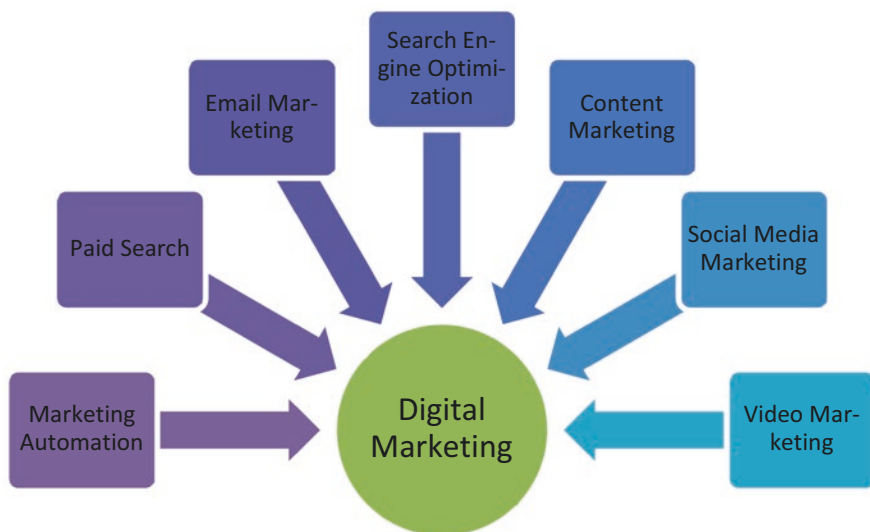 Search En-
gine Optimi-
zation
Email Mar-
keting
Content
Marketing
Paid Search
Social Media
Marketing
Marketing
Automation
Digital
Marketing
Video Mar-
keting